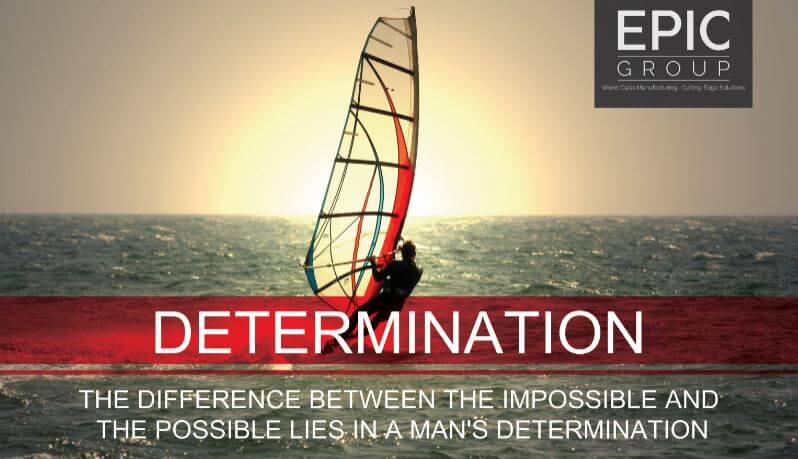 EPIC
GROUP
World Class Manufacturing . Cutting Edge Solutions
DETERMINATION
THE DIFFERENCE BETWEEN THE IMPOSSIBLE AND
THE POSSIBLE LIES IN A MAN'S DETERMINATION